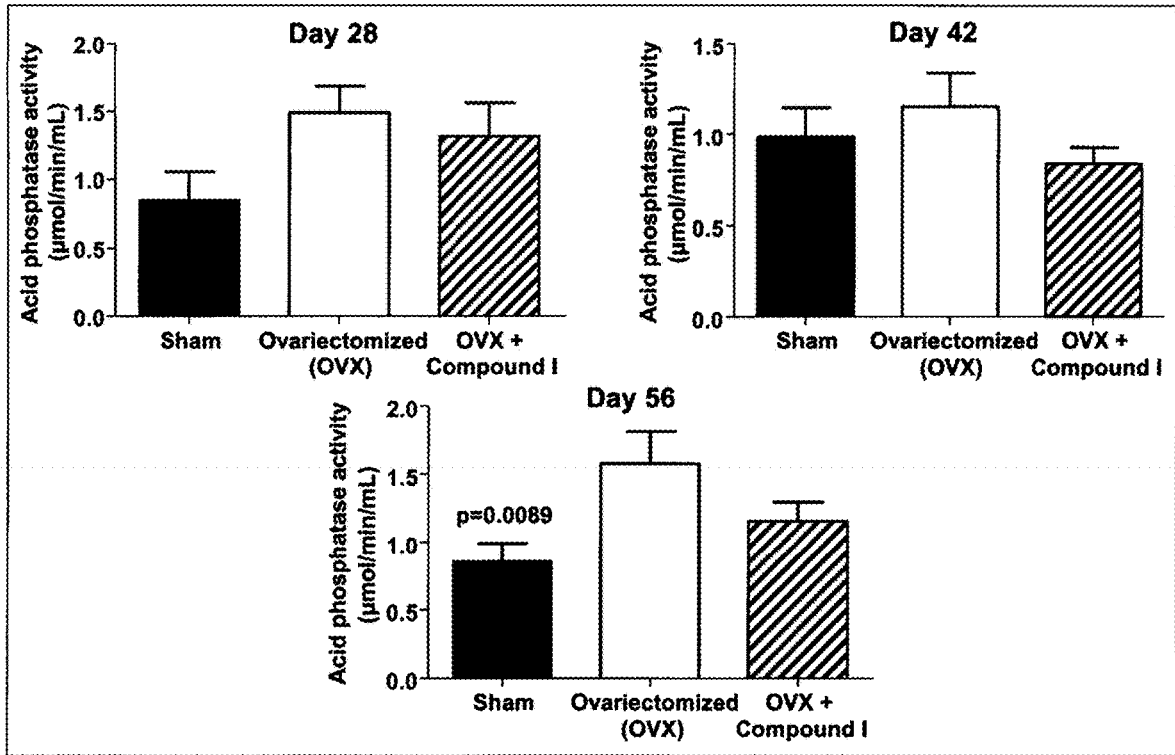 Day 28
Acid phosphatase activity
(µmol/min/mL)
2.0
1.5
1.0
0.5
0.0
Sham
Ovariectomized
(OVX)
OVX +
Compound I
Day 42
Acid phosphatase activity
(µmol/min/mL)
1.5
1.0
0.5
0.0
Sham
Ovariectomized
(OVX)
OVX +
Compound I
Day 56
Acid phosphatase activity
(µmol/min/mL)
2.0
1.5
1.0
0.5
0.0
p=0.0089
Sham
Ovariectomized
(OVX)
OVX +
Compound I